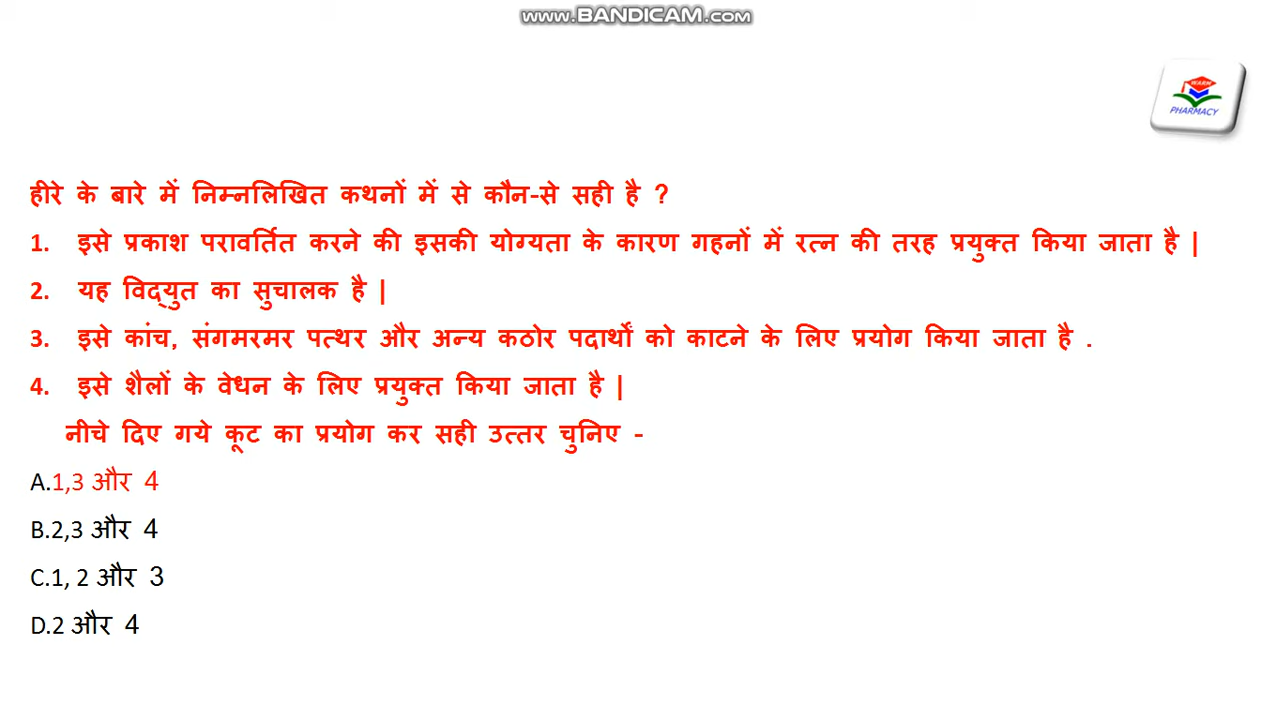 www.BANDICAM.com
WARM
PHARMACY
हीरे के बारे में निम्नलिखित कथनों में से कौन-से सही है ?
1. इसे प्रकाश परावर्तित करने की इसकी योग्यता के कारण गहनों में रत्न की तरह प्रयुक्त किया जाता है |
2. यह विद्युत का सुचालक है |
3. इसे कांच, संगमरमर पत्थर और अन्य कठोर पदार्थों को काटने के लिए प्रयोग किया जाता है .
4. इसे शैलों के वेधन के लिए प्रयुक्त किया जाता है |
नीचे दिए गये कूट का प्रयोग कर सही उत्तर चुनिए -
A.1,3 और 4
B.2,3 और 4
C.1, 2 और 3
D.2 और 4